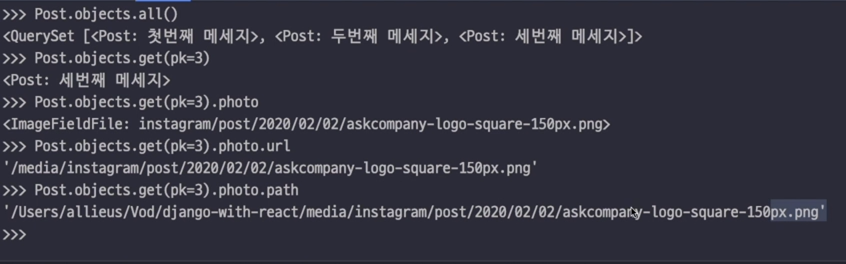 >>> Post.objects.all()
<QuerySet [<Post: 첫번째 메세지>, <Post: 두번째 메세지>, <Post: 세번째 메세지>]>
>>> Post.objects.get(pk=3)
<Post: 세번째 메세지>
>>> Post.objects.get(pk=3).photo
<ImageFieldFile: instagram/post/2020/02/02/askcompany-logo-square-150px.png>
>>> Post.objects.get(pk=3).photo.url
'/media/instagram/post/2020/02/02/askcompany-logo-square-150px.png'
>>> Post.objects.get(pk=3).photo.path
'/Users/allieus/Vod/django-with-react/media/instagram/post/2020/02/02/askcompany-logo-square-150px.png'
>>>